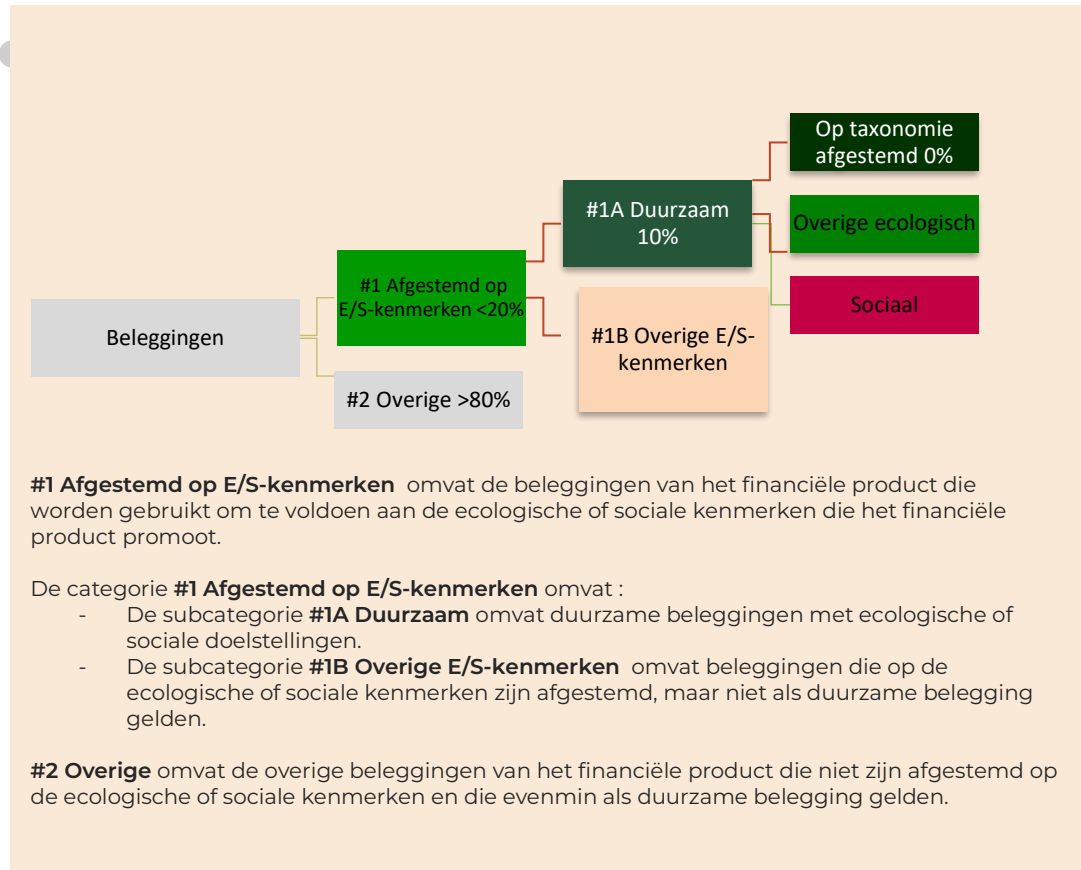 Op taxonomie
afgestemd 0%
#1A Duurzaam
10%
Overige ecologisch
#1 Afgestemd op
E/S-kenmerken <20%
Sociaal
Beleggingen
#1B Overige E/S-
kenmerken
#2 Overige >80%
#1 Afgestemd op E/S-kenmerken omvat de beleggingen van het financiële product die
worden gebruikt om te voldoen aan de ecologische of sociale kenmerken die het financiële
product promoot.
De categorie #1 Afgestemd op E/S-kenmerken omvat :
- De subcategorie #1A Duurzaam omvat duurzame beleggingen met ecologische of
sociale doelstellingen.
- De subcategorie #1B Overige E/S-kenmerken omvat beleggingen die op de
ecologische of sociale kenmerken zijn afgestemd, maar niet als duurzame belegging
gelden.
#2 Overige omvat de overige beleggingen van het financiële product die niet zijn afgestemd op
de ecologische of sociale kenmerken en die evenmin als duurzame belegging gelden.